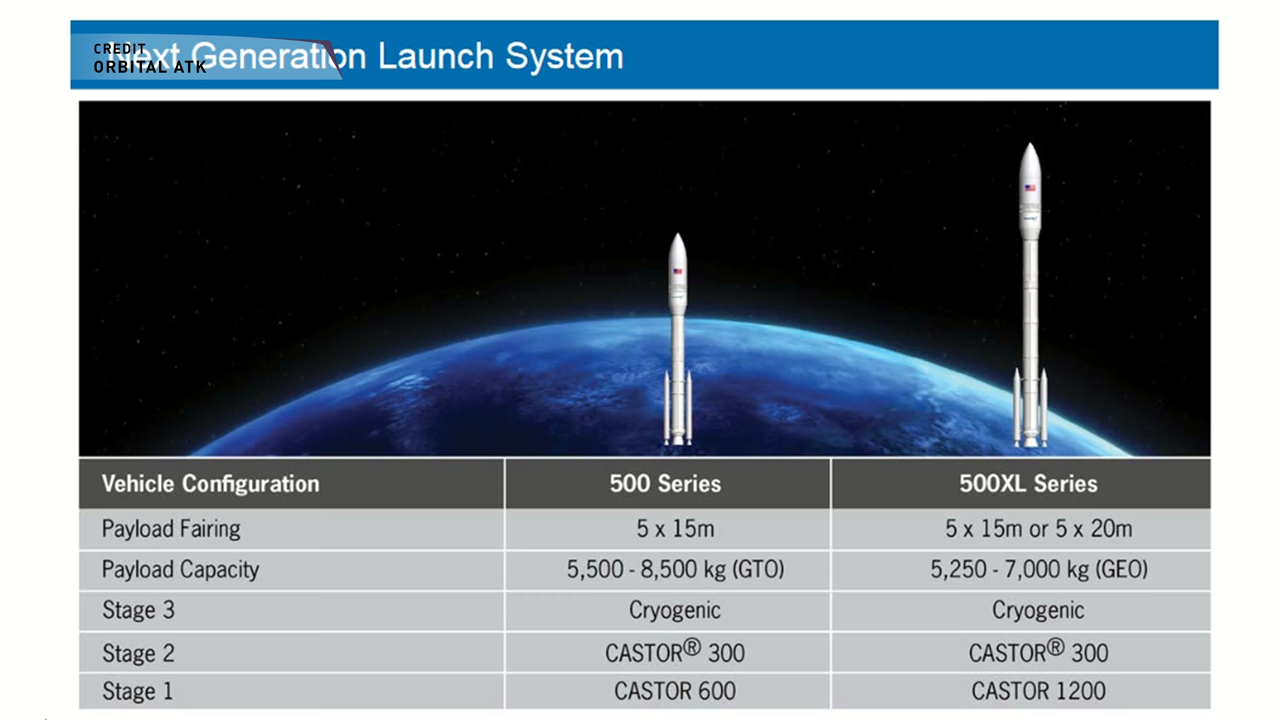 CREDIT
ORBITAL ATK
Next Generation Launch System
Vehicle Configuration 500 Series 500XL Series
Payload Fairing 5 x 15m 5 x 15m or 5 x 20m
Payload Capacity 5,500 - 8,500 kg (GTO) 5,250 - 7,000 kg (GEO)
Stage 3 Cryogenic Cryogenic
Stage 2 CASTOR® 300 CASTOR® 300
Stage 1 CASTOR 600 CASTOR 1200